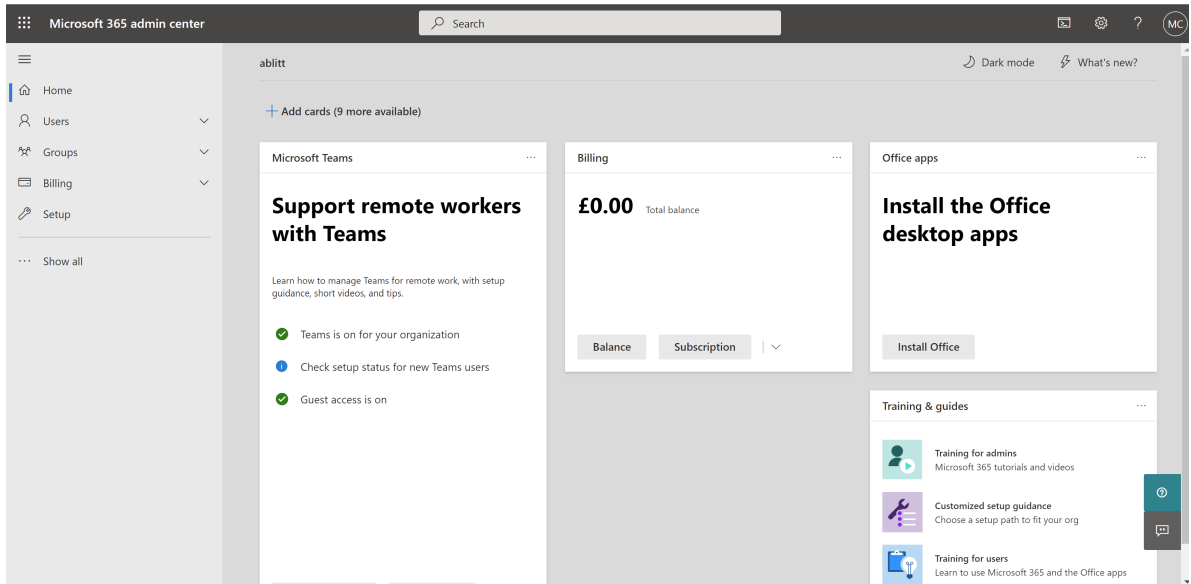 Microsoft 365 admin center
Search
MC
Home
Users
Groups
Billing
Setup
Show all
ablitt
Dark mode
What's new?
Add cards (9 more available)
Microsoft Teams
Support remote workers
with Teams
Learn how to manage Teams for remote work, with setup
guidance, short videos, and tips.
Teams is on for your organization
Check setup status for new Teams users
Guest access is on
Billing
£0.00 Total balance
Balance
Subscription
Office apps
Install the Office
desktop apps
Install Office
Training & guides
Training for admins
Microsoft 365 tutorials and videos
Customized setup guidance
Choose a setup path to fit your org
Training for users
Learn to use Microsoft 365 and the Office apps